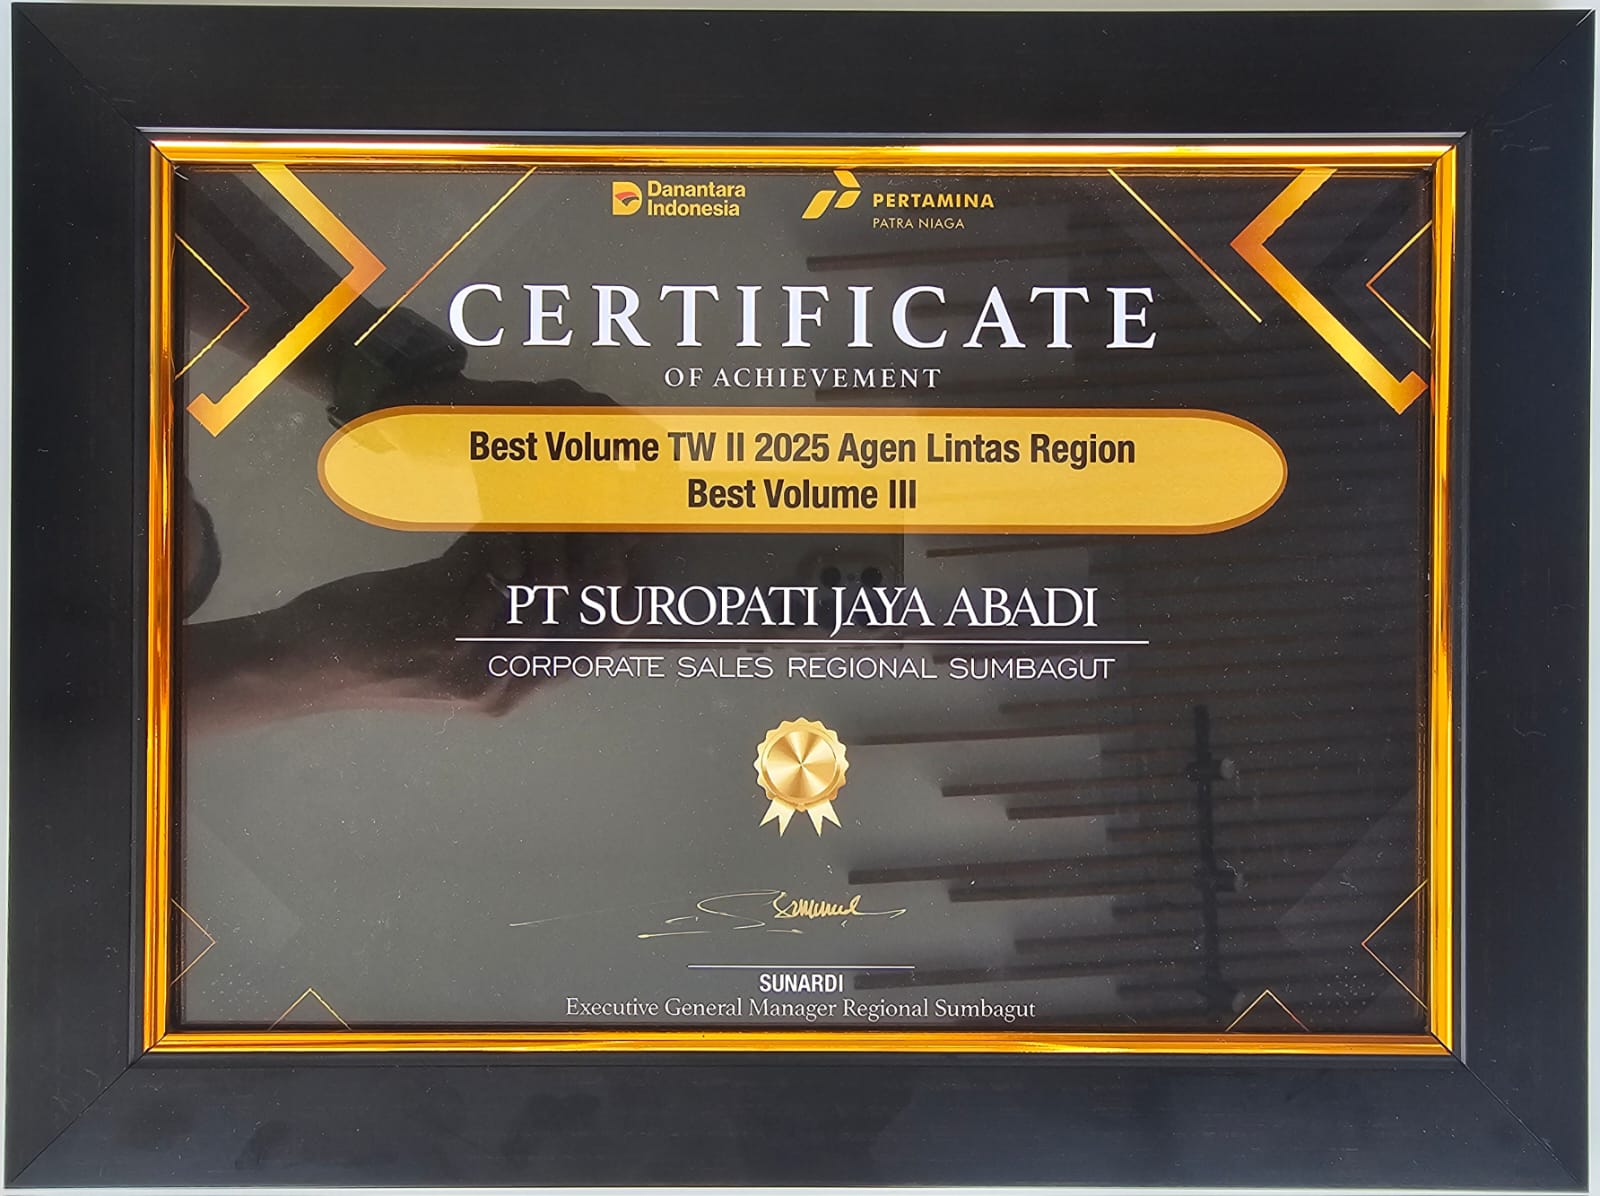 Danantara
Indonesia
PERTAMINA
PATRA NIAGA
CERTIFICATE
OF ACHIEVEMENT
Best Volume TW II 2025 Agen Lintas Region
Best Volume III
PT SUROPATI JAYA ABADI
CORPORATE SALES REGIONAL SUMBAGUT
SUNARDI
Executive General Manager Regional Sumbagut